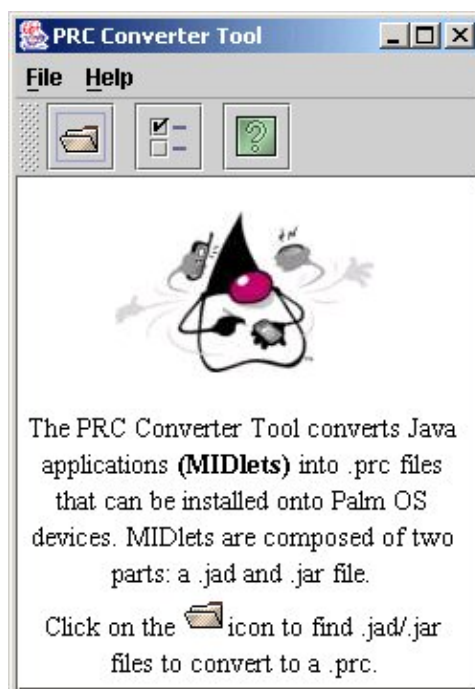 PRC Converter Tool
File Help
The PRC Converter Tool converts Java
applications (MIDlets) into .prc files
that can be installed onto Palm OS
devices. MIDlets are composed of two
parts: a .jad and .jar file.
Click on the icon to find .jad/.jar
files to convert to a .prc.